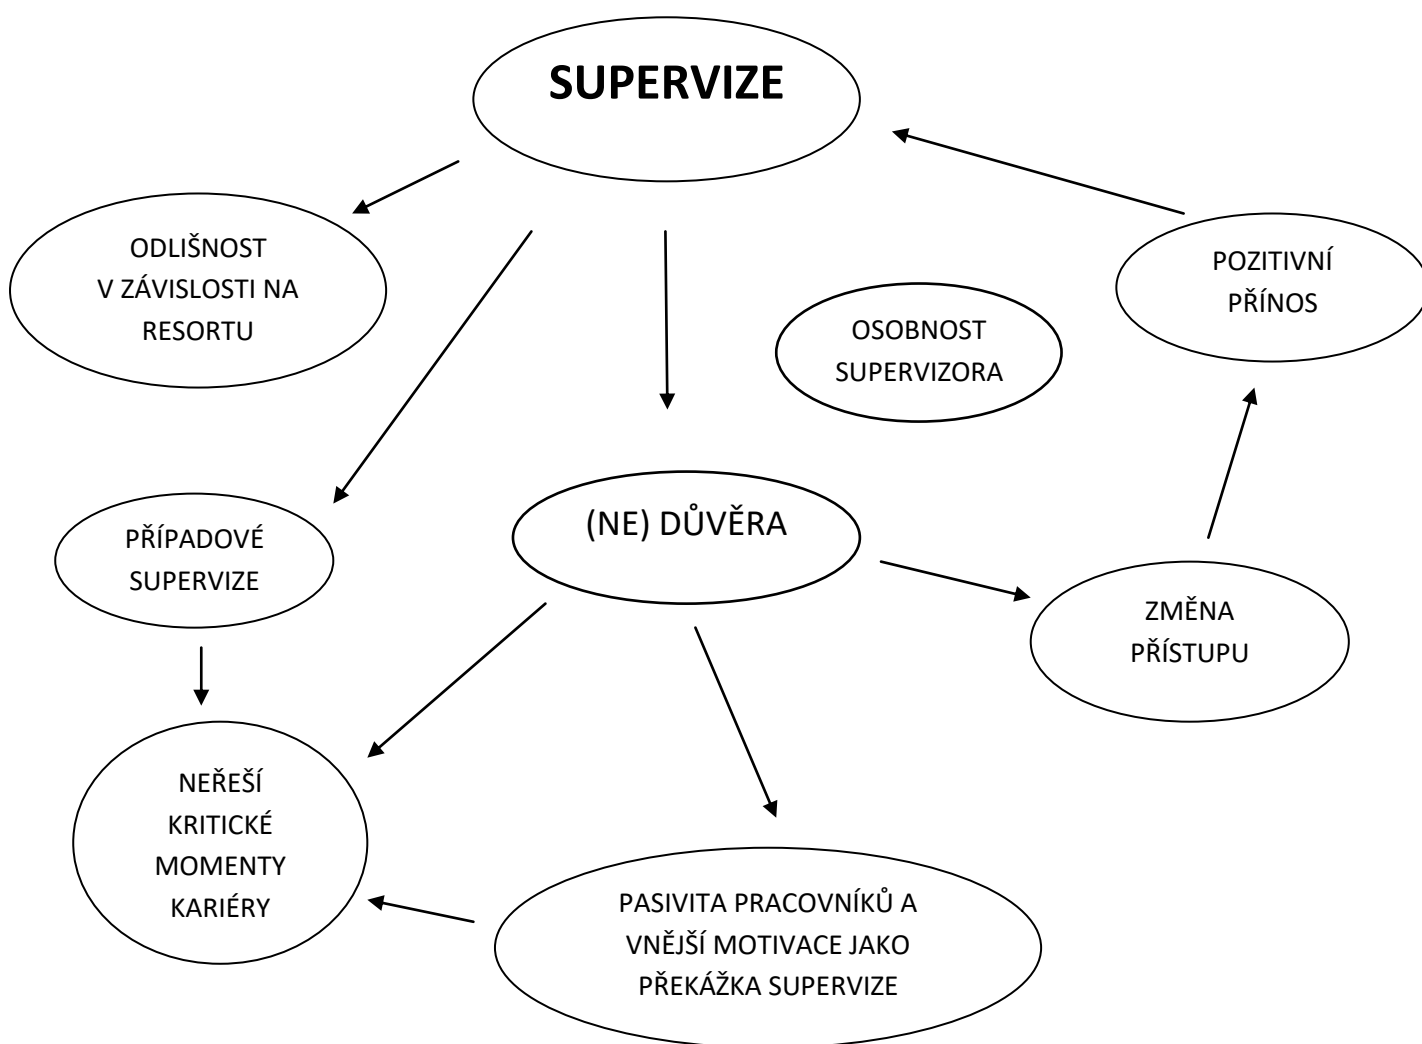 SUPERVIZE
ODLIŠNOST
V ZÁVISLOSTI NA
RESORTU
POZITIVNÍ
PŘÍNOS
OSOBNOST
SUPERVIZORA
PŘÍPADOVÉ
SUPERVIZE
(NE) DŮVĚRA
ZMĚNA
PŘÍSTUPU
NEŘEŠÍ
KRITICKÉ
MOMENTY
KARIÉRY
PASIVITA PRACOVNÍKŮ A
VNĚJŠÍ MOTIVACE JAKO
PŘEKÁŽKA SUPERVIZE